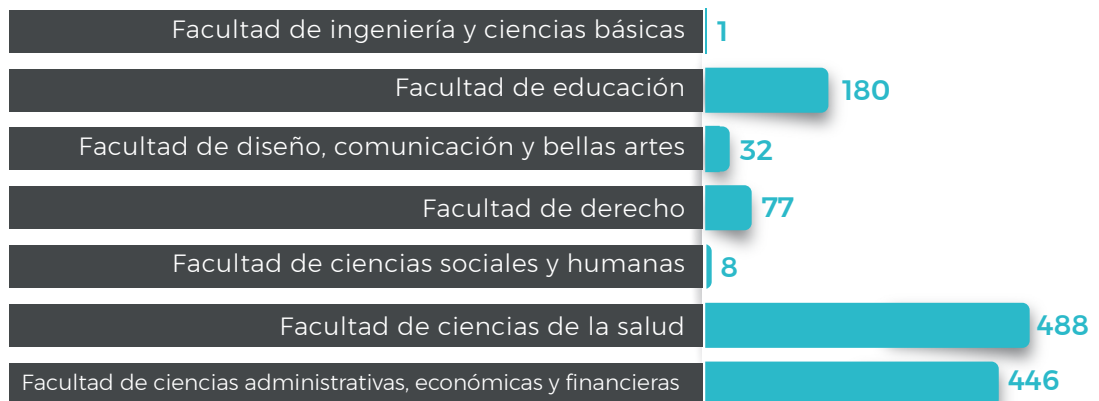 Facultad de ingeniería y ciencias básicas 1
Facultad de educación 180
Facultad de diseño, comunicación y bellas artes 32
Facultad de derecho 77
Facultad de ciencias sociales y humanas 8
Facultad de ciencias de la salud 488
Facultad de ciencias administrativas, económicas y financieras 446